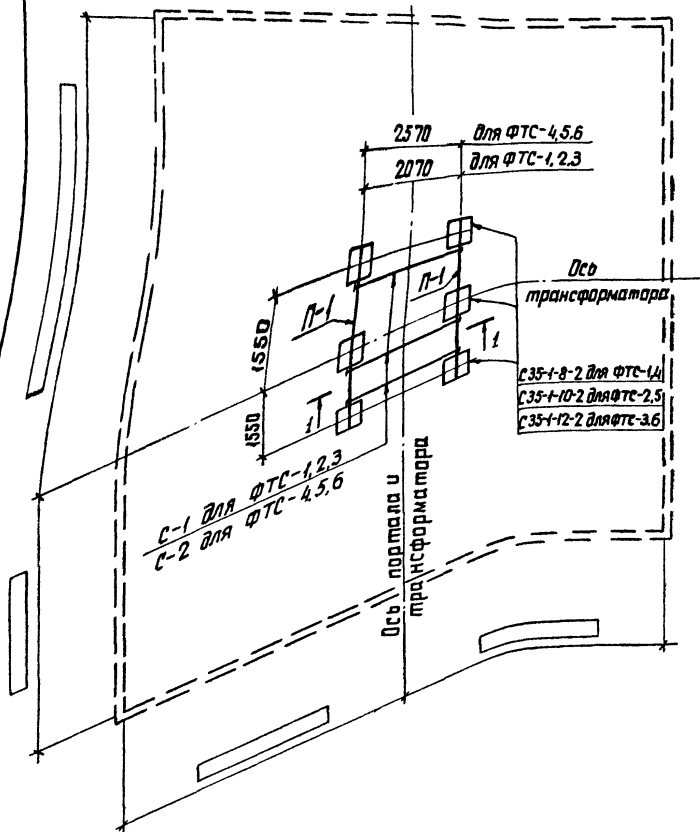 2570 для ФТС-4,5,6
2070 для ФТС-1,2,3
Ось
трансформатора
П-1
П-1
1550
1550
1
1
С35-1-8-2 для ФТС-1,4
С35-1-10-2 для ФТС-2,5
С35-1-12-2 для ФТС-3,6
С-1 для ФТС-1,2,3
С-2 для ФТС-4,5,6
Ось портала и
трансформатора